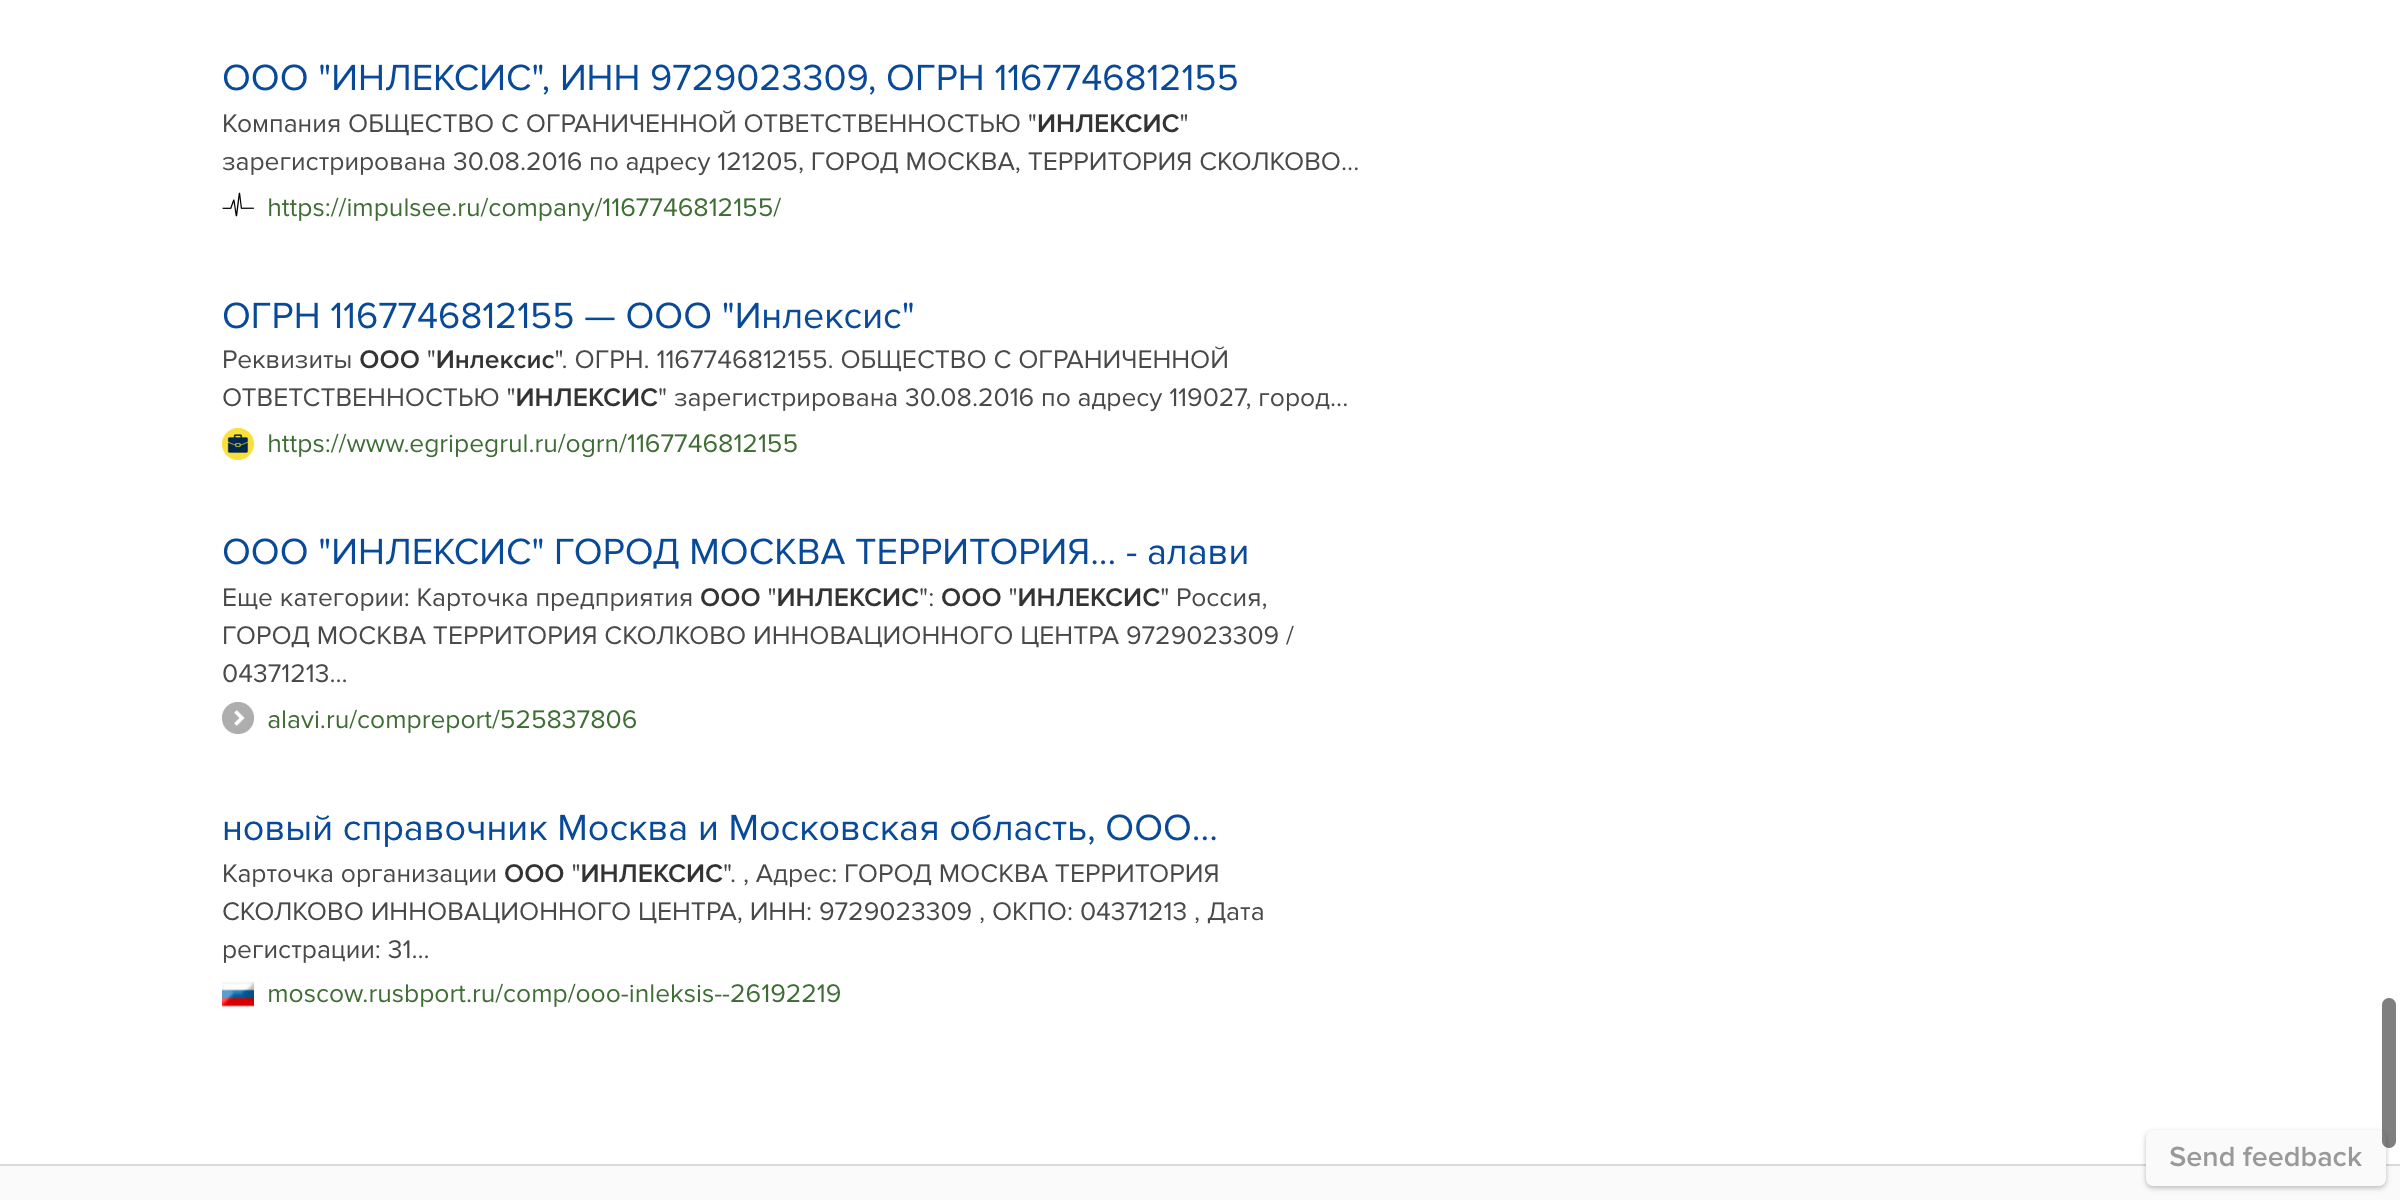 ООО "ИНЛЕКСИС", ИНН 9729023309, ОГРН 1167746812155
Компания ОБЩЕСТВО С ОГРАНИЧЕННОЙ ОТВЕТСТВЕННОСТЬЮ "ИНЛЕКСИС"
зарегистрирована 30.08.2016 по адресу 121205, ГОРОД МОСКВА, ТЕРРИТОРИЯ СКОЛКОВО...
https://impulsee.ru/company/1167746812155/
ОГРН 1167746812155 — ООО "Инлексис"
Реквизиты ООО "Инлексис". ОГРН. 1167746812155. ОБЩЕСТВО С ОГРАНИЧЕННОЙ
ОТВЕТСТВЕННОСТЬЮ "ИНЛЕКСИС" зарегистрирована 30.08.2016 по адресу 119027, город...
https://www.egripegrul.ru/ogrn/1167746812155
ООО "ИНЛЕКСИС" ГОРОД МОСКВА ТЕРРИТОРИЯ... - алави
Еще категории: Карточка предприятия ООО "ИНЛЕКСИС": ООО "ИНЛЕКСИС" Россия,
ГОРОД МОСКВА ТЕРРИТОРИЯ СКОЛКОВО ИННОВАЦИОННОГО ЦЕНТРА 9729023309 /
04371213...
alavi.ru/compreport/525837806
новый справочник Москва и Московская область, ООО...
Карточка организации ООО "ИНЛЕКСИС". , Адрес: ГОРОД МОСКВА ТЕРРИТОРИЯ
СКОЛКОВО ИННОВАЦИОННОГО ЦЕНТРА, ИНН: 9729023309 , ОКПО: 04371213 , Дата
регистрации: 31...
moscow.rusbport.ru/comp/ooo-inleksis--26192219
Send feedback